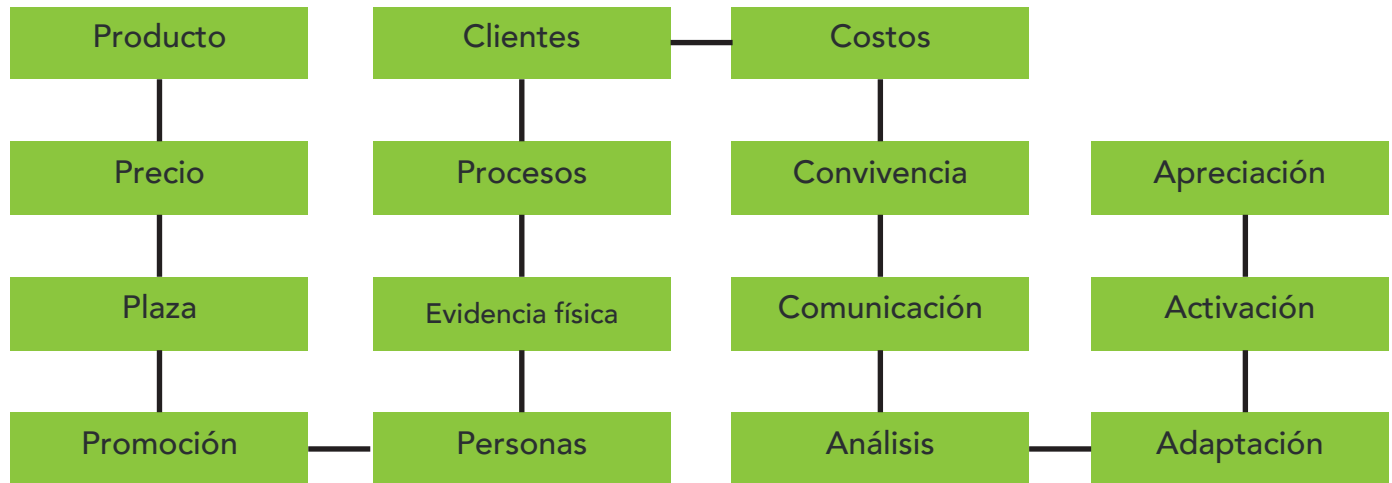 Producto
Precio
Plaza
Promoción
Personas
Evidencia física
Procesos
Clientes
Costos
Convivencia
Comunicación
Análisis
Adaptación
Activación
Apreciación